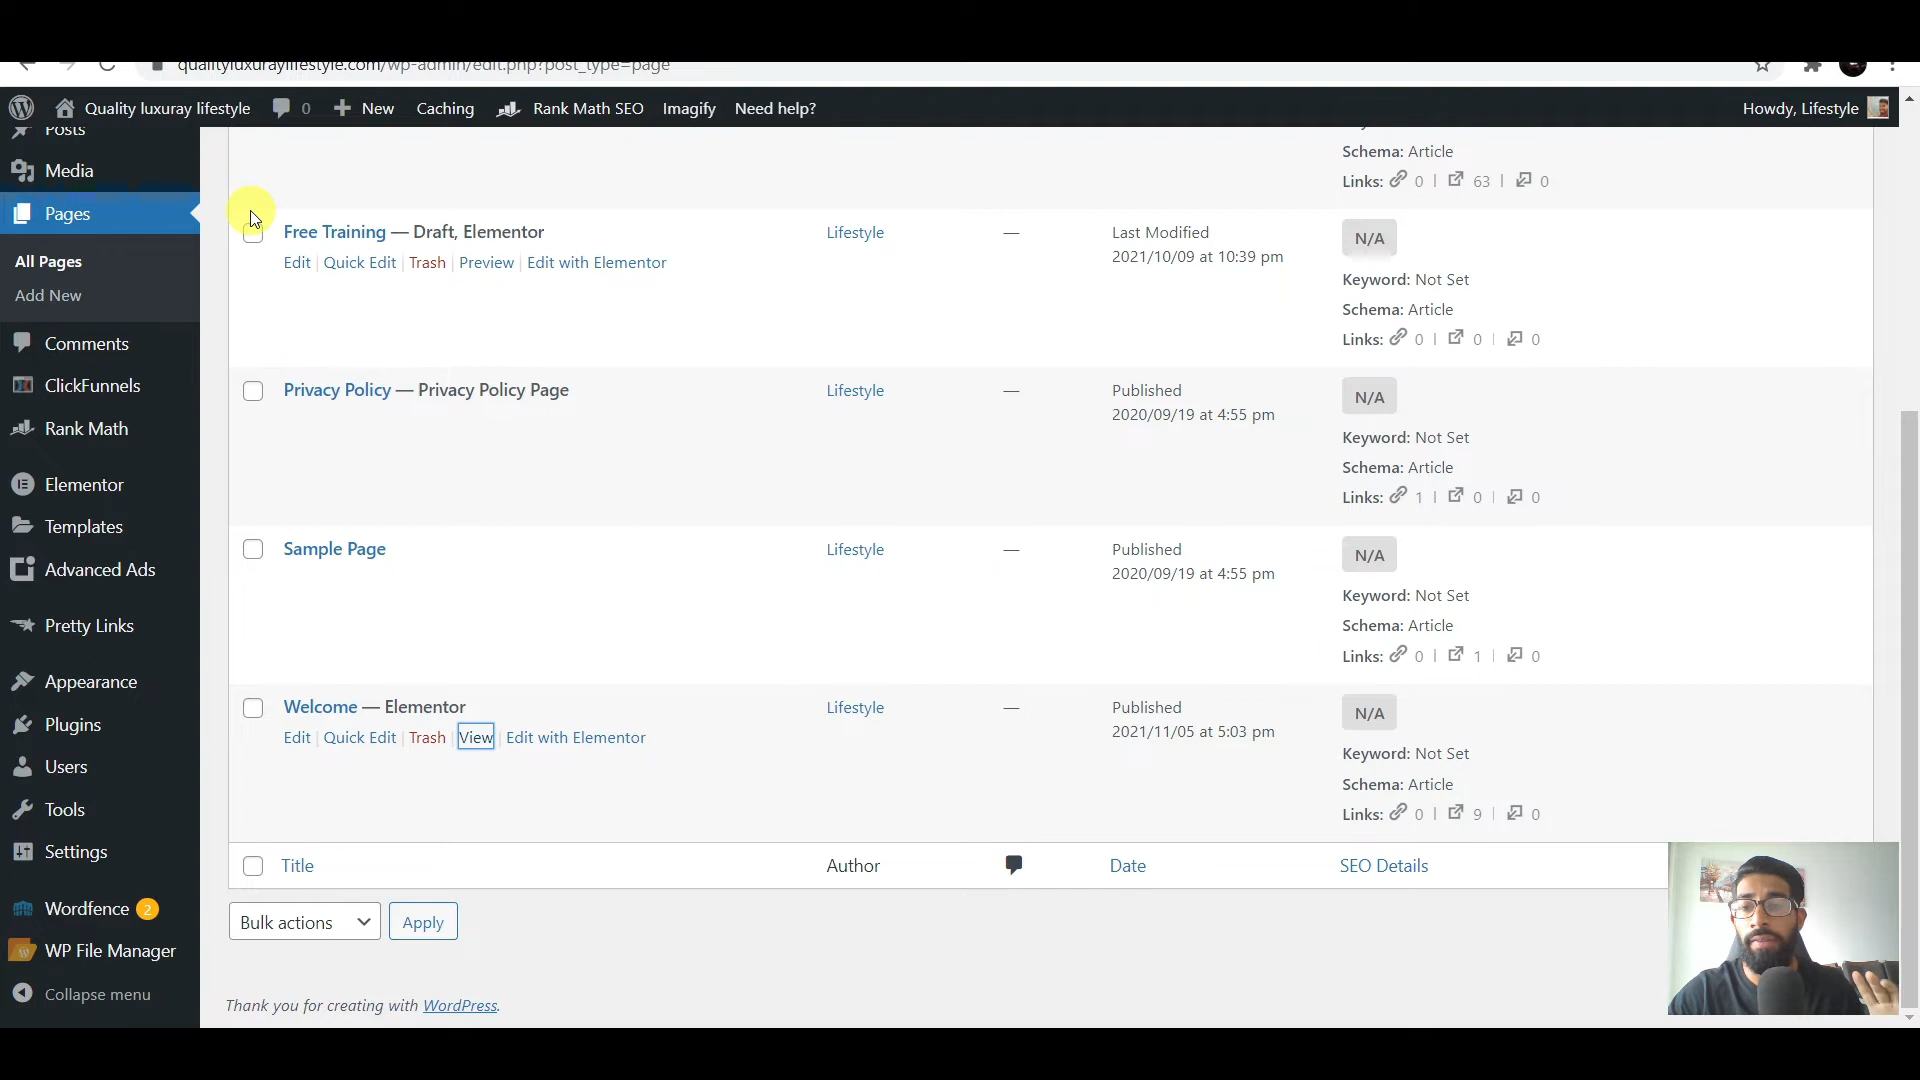 qualityluxuraylifestyle.com/wp-admin/edit.php?post_type=page
Quality luxuray lifestyle 0 New Caching Rank Math SEO Imagify Need help? Howdy, Lifestyle
Posts
Media
Pages
All Pages
Add New
Comments
ClickFunnels
Rank Math
Elementor
Templates
Advanced Ads
Pretty Links
Appearance
Plugins
Users
Tools
Settings
Wordfence 2
WP File Manager
Collapse menu
Schema: Article
Links: 0 | 63 | 0
Free Training — Draft, Elementor
Edit | Quick Edit | Trash | Preview | Edit with Elementor
Lifestyle
—
Last Modified
2021/10/09 at 10:39 pm
N/A
Keyword: Not Set
Schema: Article
Links: 0 | 0 | 0
Privacy Policy — Privacy Policy Page
Lifestyle
—
Published
2020/09/19 at 4:55 pm
N/A
Keyword: Not Set
Schema: Article
Links: 1 | 0 | 0
Sample Page
Lifestyle
—
Published
2020/09/19 at 4:55 pm
N/A
Keyword: Not Set
Schema: Article
Links: 0 | 1 | 0
Welcome — Elementor
Edit | Quick Edit | Trash | View | Edit with Elementor
Lifestyle
—
Published
2021/11/05 at 5:03 pm
N/A
Keyword: Not Set
Schema: Article
Links: 0 | 9 | 0
Title Author Date SEO Details
Bulk actions Apply
Thank you for creating with WordPress.